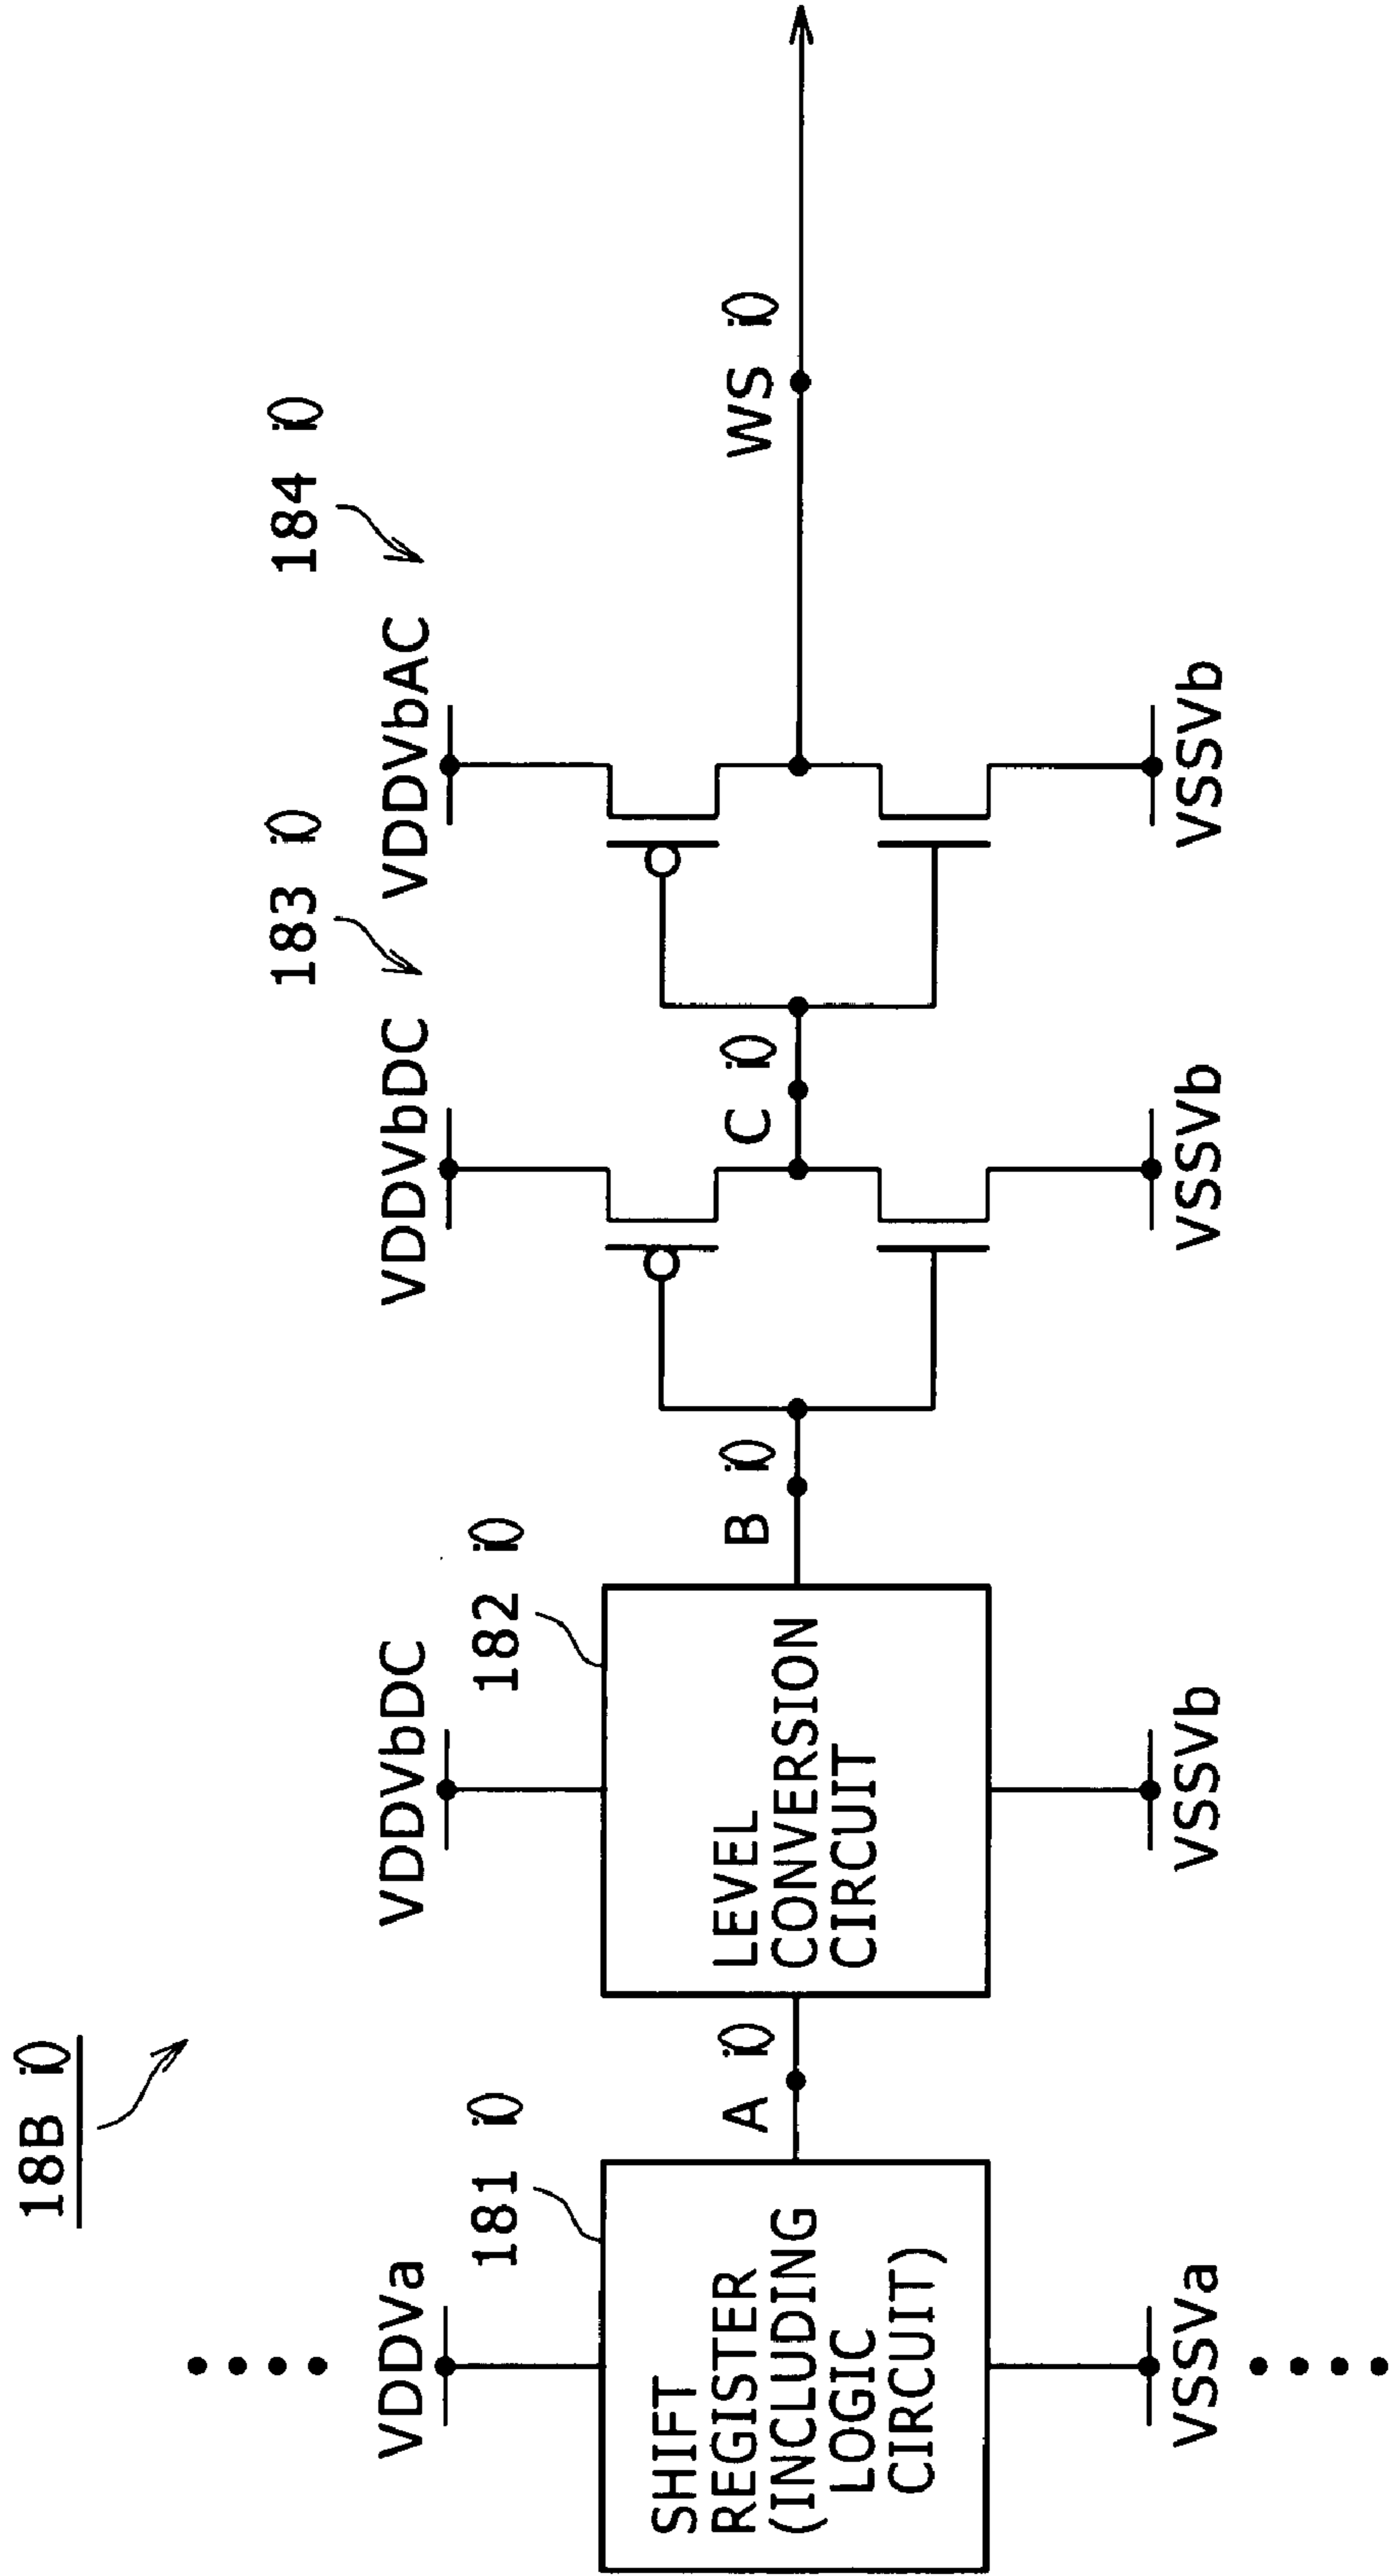 18B (i)
VDDVa
181 (i)
SHIFT
REGISTER
(INCLUDING
LOGIC
CIRCUIT)
VSSVa
A (i)
VDDVbDC
182 (i)
LEVEL
CONVERSION
CIRCUIT
VSSVb
B (i)
VDDVbDC
183 (i)
VSSVb
C (i)
VDDVbAC
184 (i)
VSSVb
WS (i)